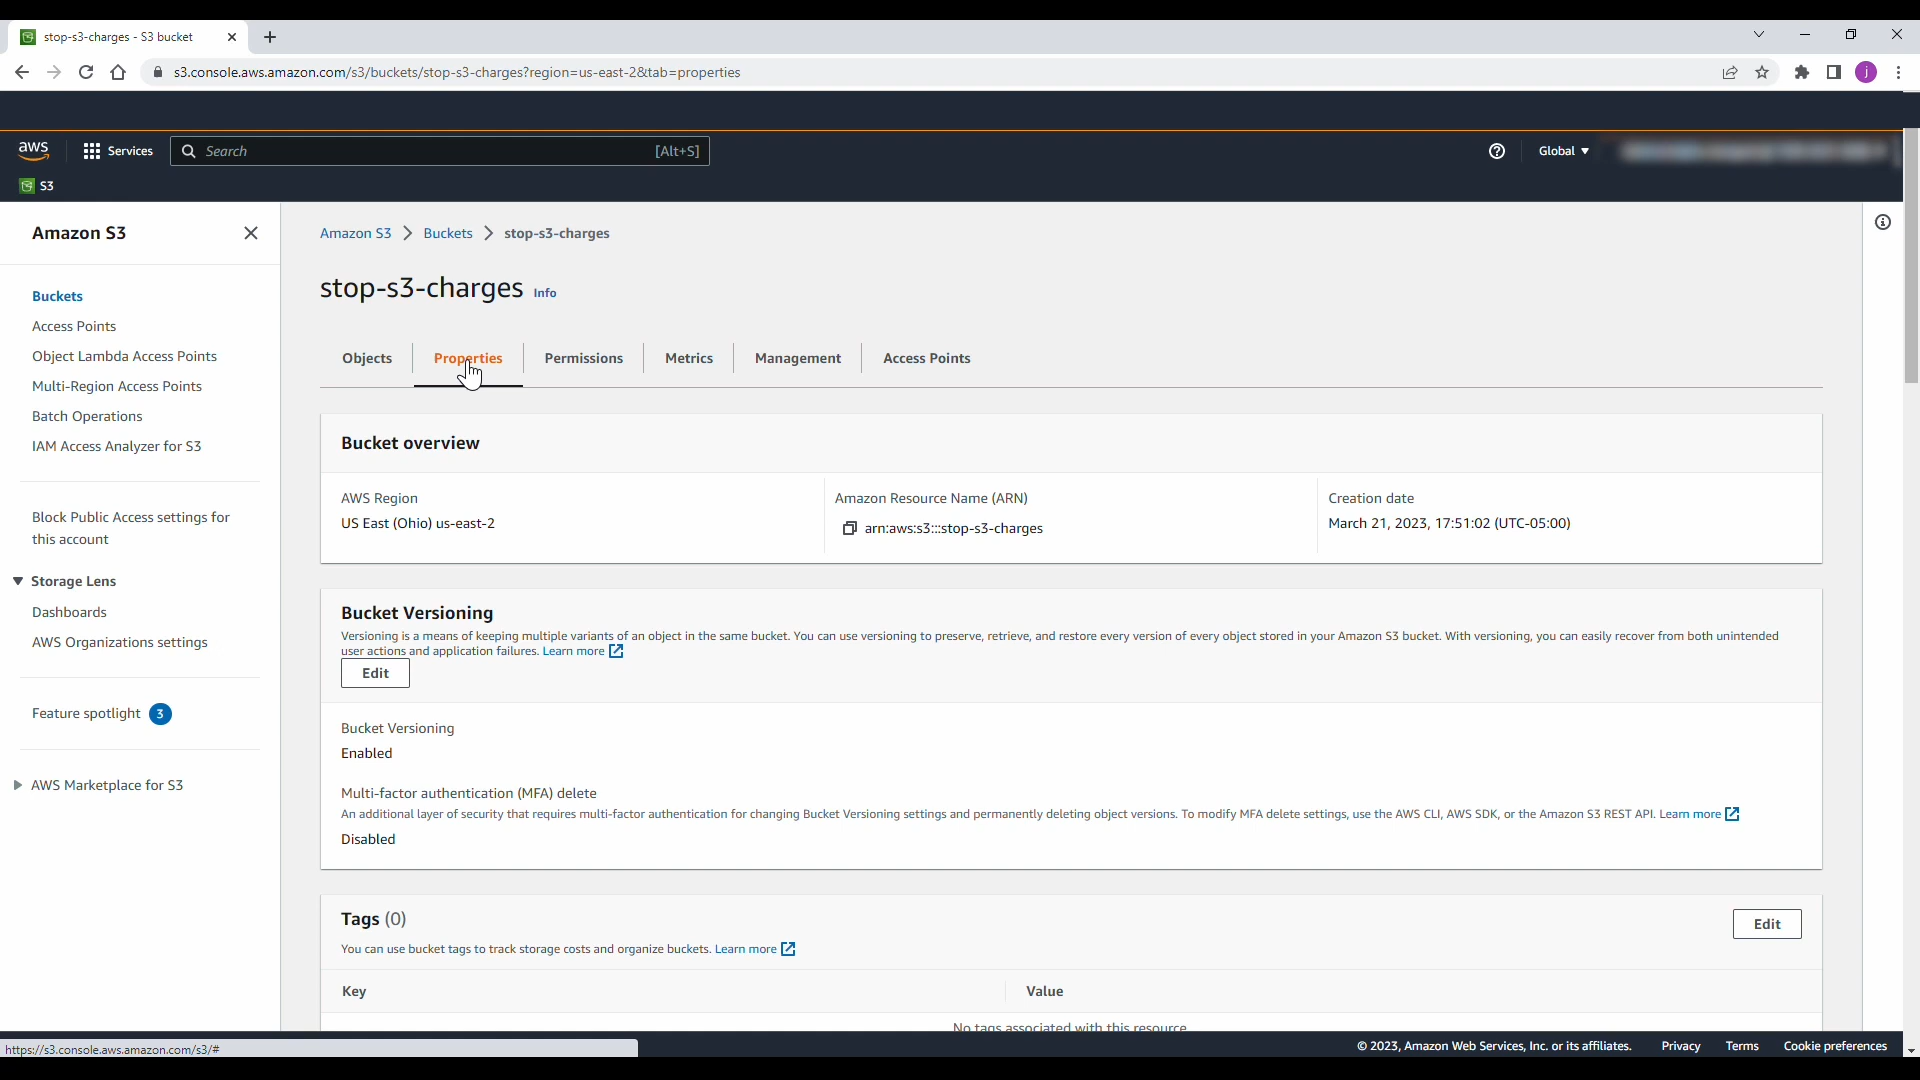 stop-s3-charges - S3 bucket
s3.console.aws.amazon.com/s3/buckets/stop-s3-charges?region=us-east-2&tab=properties
j
aws
Services
Search
[Alt+S]
Global
S3
Amazon S3
Buckets
Access Points
Object Lambda Access Points
Multi-Region Access Points
Batch Operations
IAM Access Analyzer for S3
Block Public Access settings for
this account
Storage Lens
Dashboards
AWS Organizations settings
Feature spotlight 3
AWS Marketplace for S3
Amazon S3 > Buckets > stop-s3-charges
stop-s3-charges Info
Objects
Properties
Permissions
Metrics
Management
Access Points
Bucket overview
AWS Region
US East (Ohio) us-east-2
Amazon Resource Name (ARN)
arn:aws:s3:::stop-s3-charges
Creation date
March 21, 2023, 17:51:02 (UTC-05:00)
Bucket Versioning
Versioning is a means of keeping multiple variants of an object in the same bucket. You can use versioning to preserve, retrieve, and restore every version of every object stored in your Amazon S3 bucket. With versioning, you can easily recover from both unintended
user actions and application failures. Learn more
Edit
Bucket Versioning
Enabled
Multi-factor authentication (MFA) delete
An additional layer of security that requires multi-factor authentication for changing Bucket Versioning settings and permanently deleting object versions. To modify MFA delete settings, use the AWS CLI, AWS SDK, or the Amazon S3 REST API. Learn more
Disabled
Tags (0)
Edit
You can use bucket tags to track storage costs and organize buckets. Learn more
Key
Value
No tags associated with this resource.
https://s3.console.aws.amazon.com/s3/#
© 2023, Amazon Web Services, Inc. or its affiliates.
Privacy
Terms
Cookie preferences